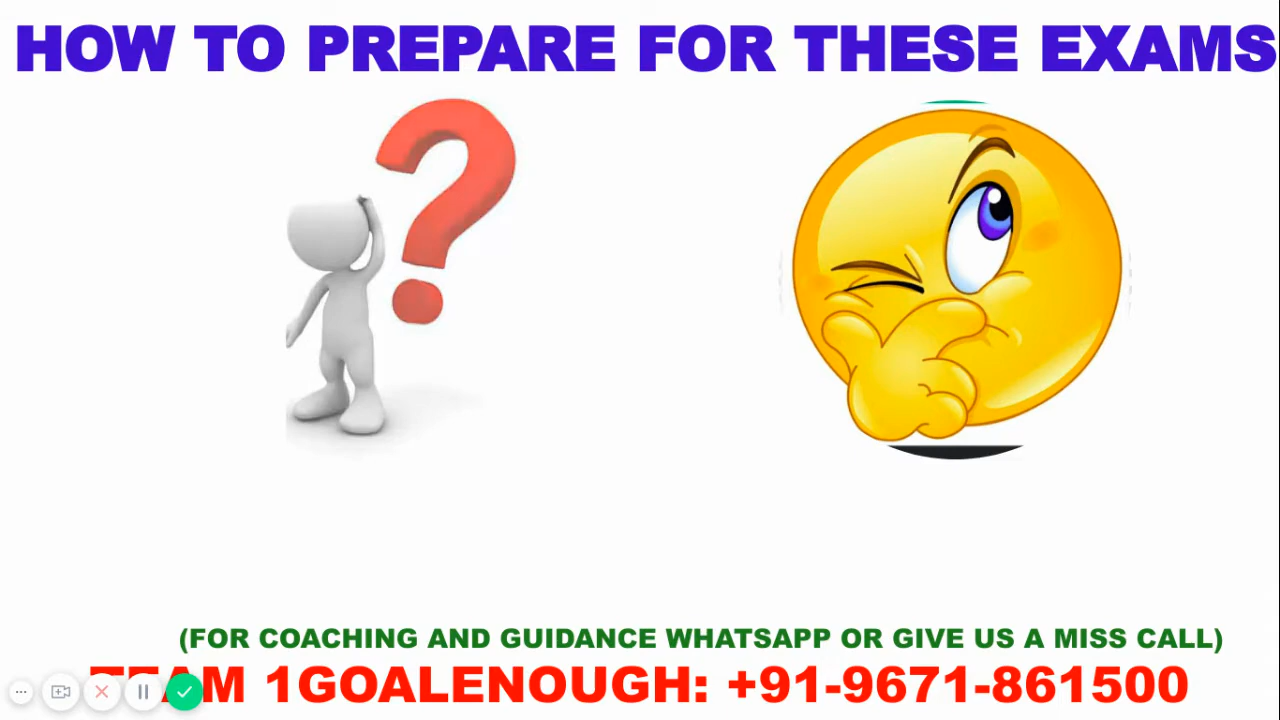 HOW TO PREPARE FOR THESE EXAMS
(FOR COACHING AND GUIDANCE WHATSAPP OR GIVE US A MISS CALL)
TEAM 1GOALENOUGH: +91-9671-861500